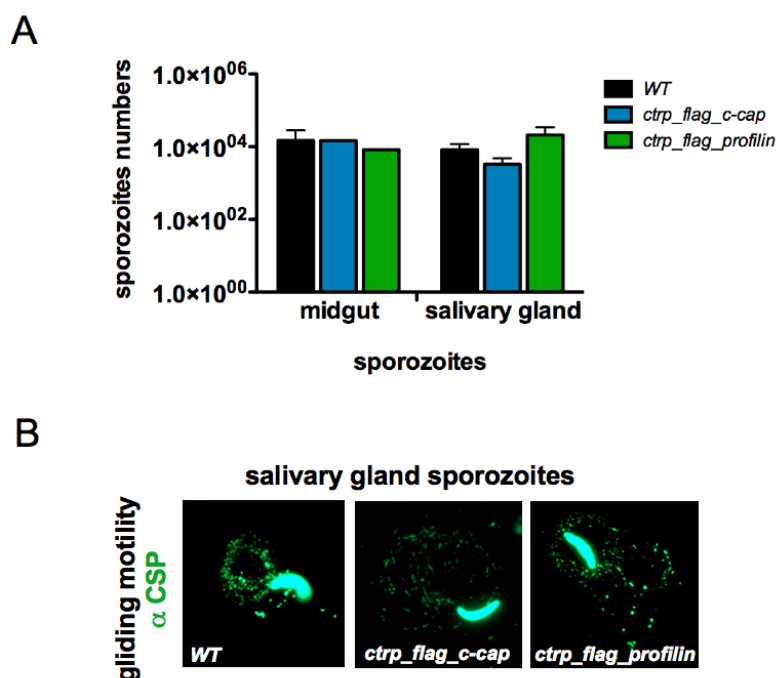 A
sporozoites numbers
1.0×10^06
1.0×10^04
1.0×10^02
1.0×10^00
midgut
salivary gland
sporozoites
WT
ctrp_flag_c-cap
ctrp_flag_profilin
B
salivary gland sporozoites
gliding motility
α CSP
WT
ctrp_flag_c-cap
ctrp_flag_profilin